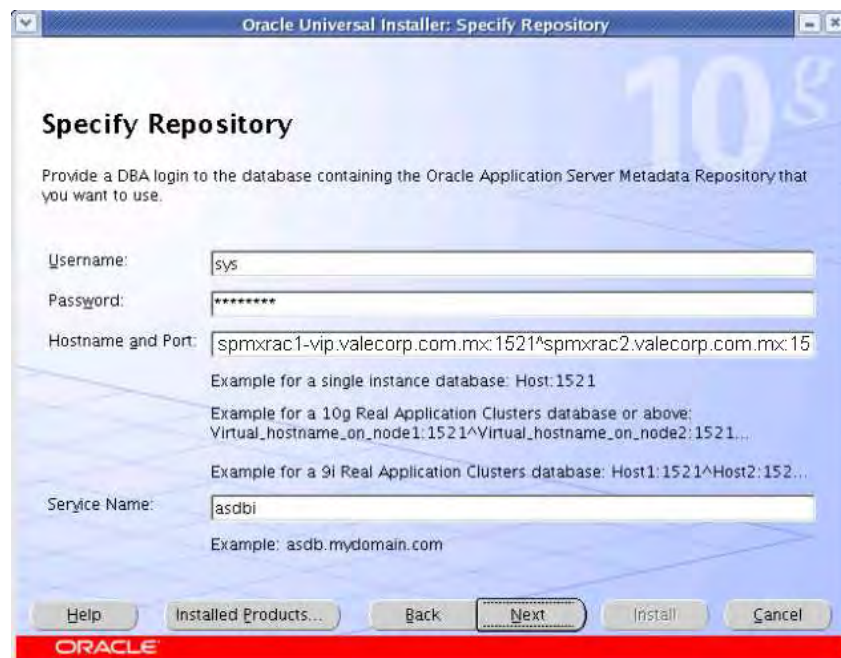 Oracle Universal Installer: Specify Repository
10g
Specify Repository
Provide a DBA login to the database containing the Oracle Application Server Metadata Repository that
you want to use.
Username:
sys
Password:
********
Hostname and Port:
spmxrac1-vip.valecorp.com.mx:1521^spmxrac2.valecorp.com.mx:15
Example for a single instance database: Host:1521
Example for a 10g Real Application Clusters database or above:
Virtual_hostname_on_node1:1521^Virtual_hostname_on_node2:1521...
Example for a 9i Real Application Clusters database: Host1:1521^Host2:152...
Service Name:
asdbi
Example: asdb.mydomain.com
Help Installed Products... Back Next Install Cancel
ORACLE